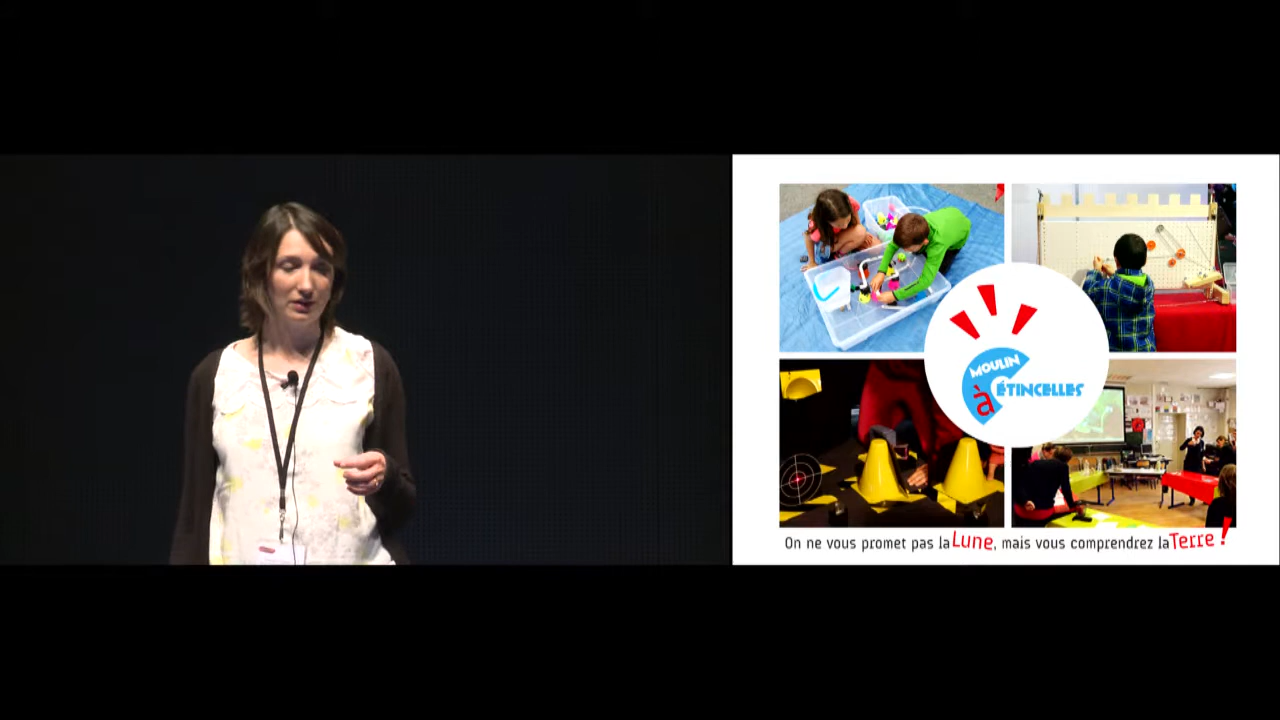 MOULIN
à ÉTINCELLES
On ne vous promet pas la Lune, mais vous comprendrez la Terre !